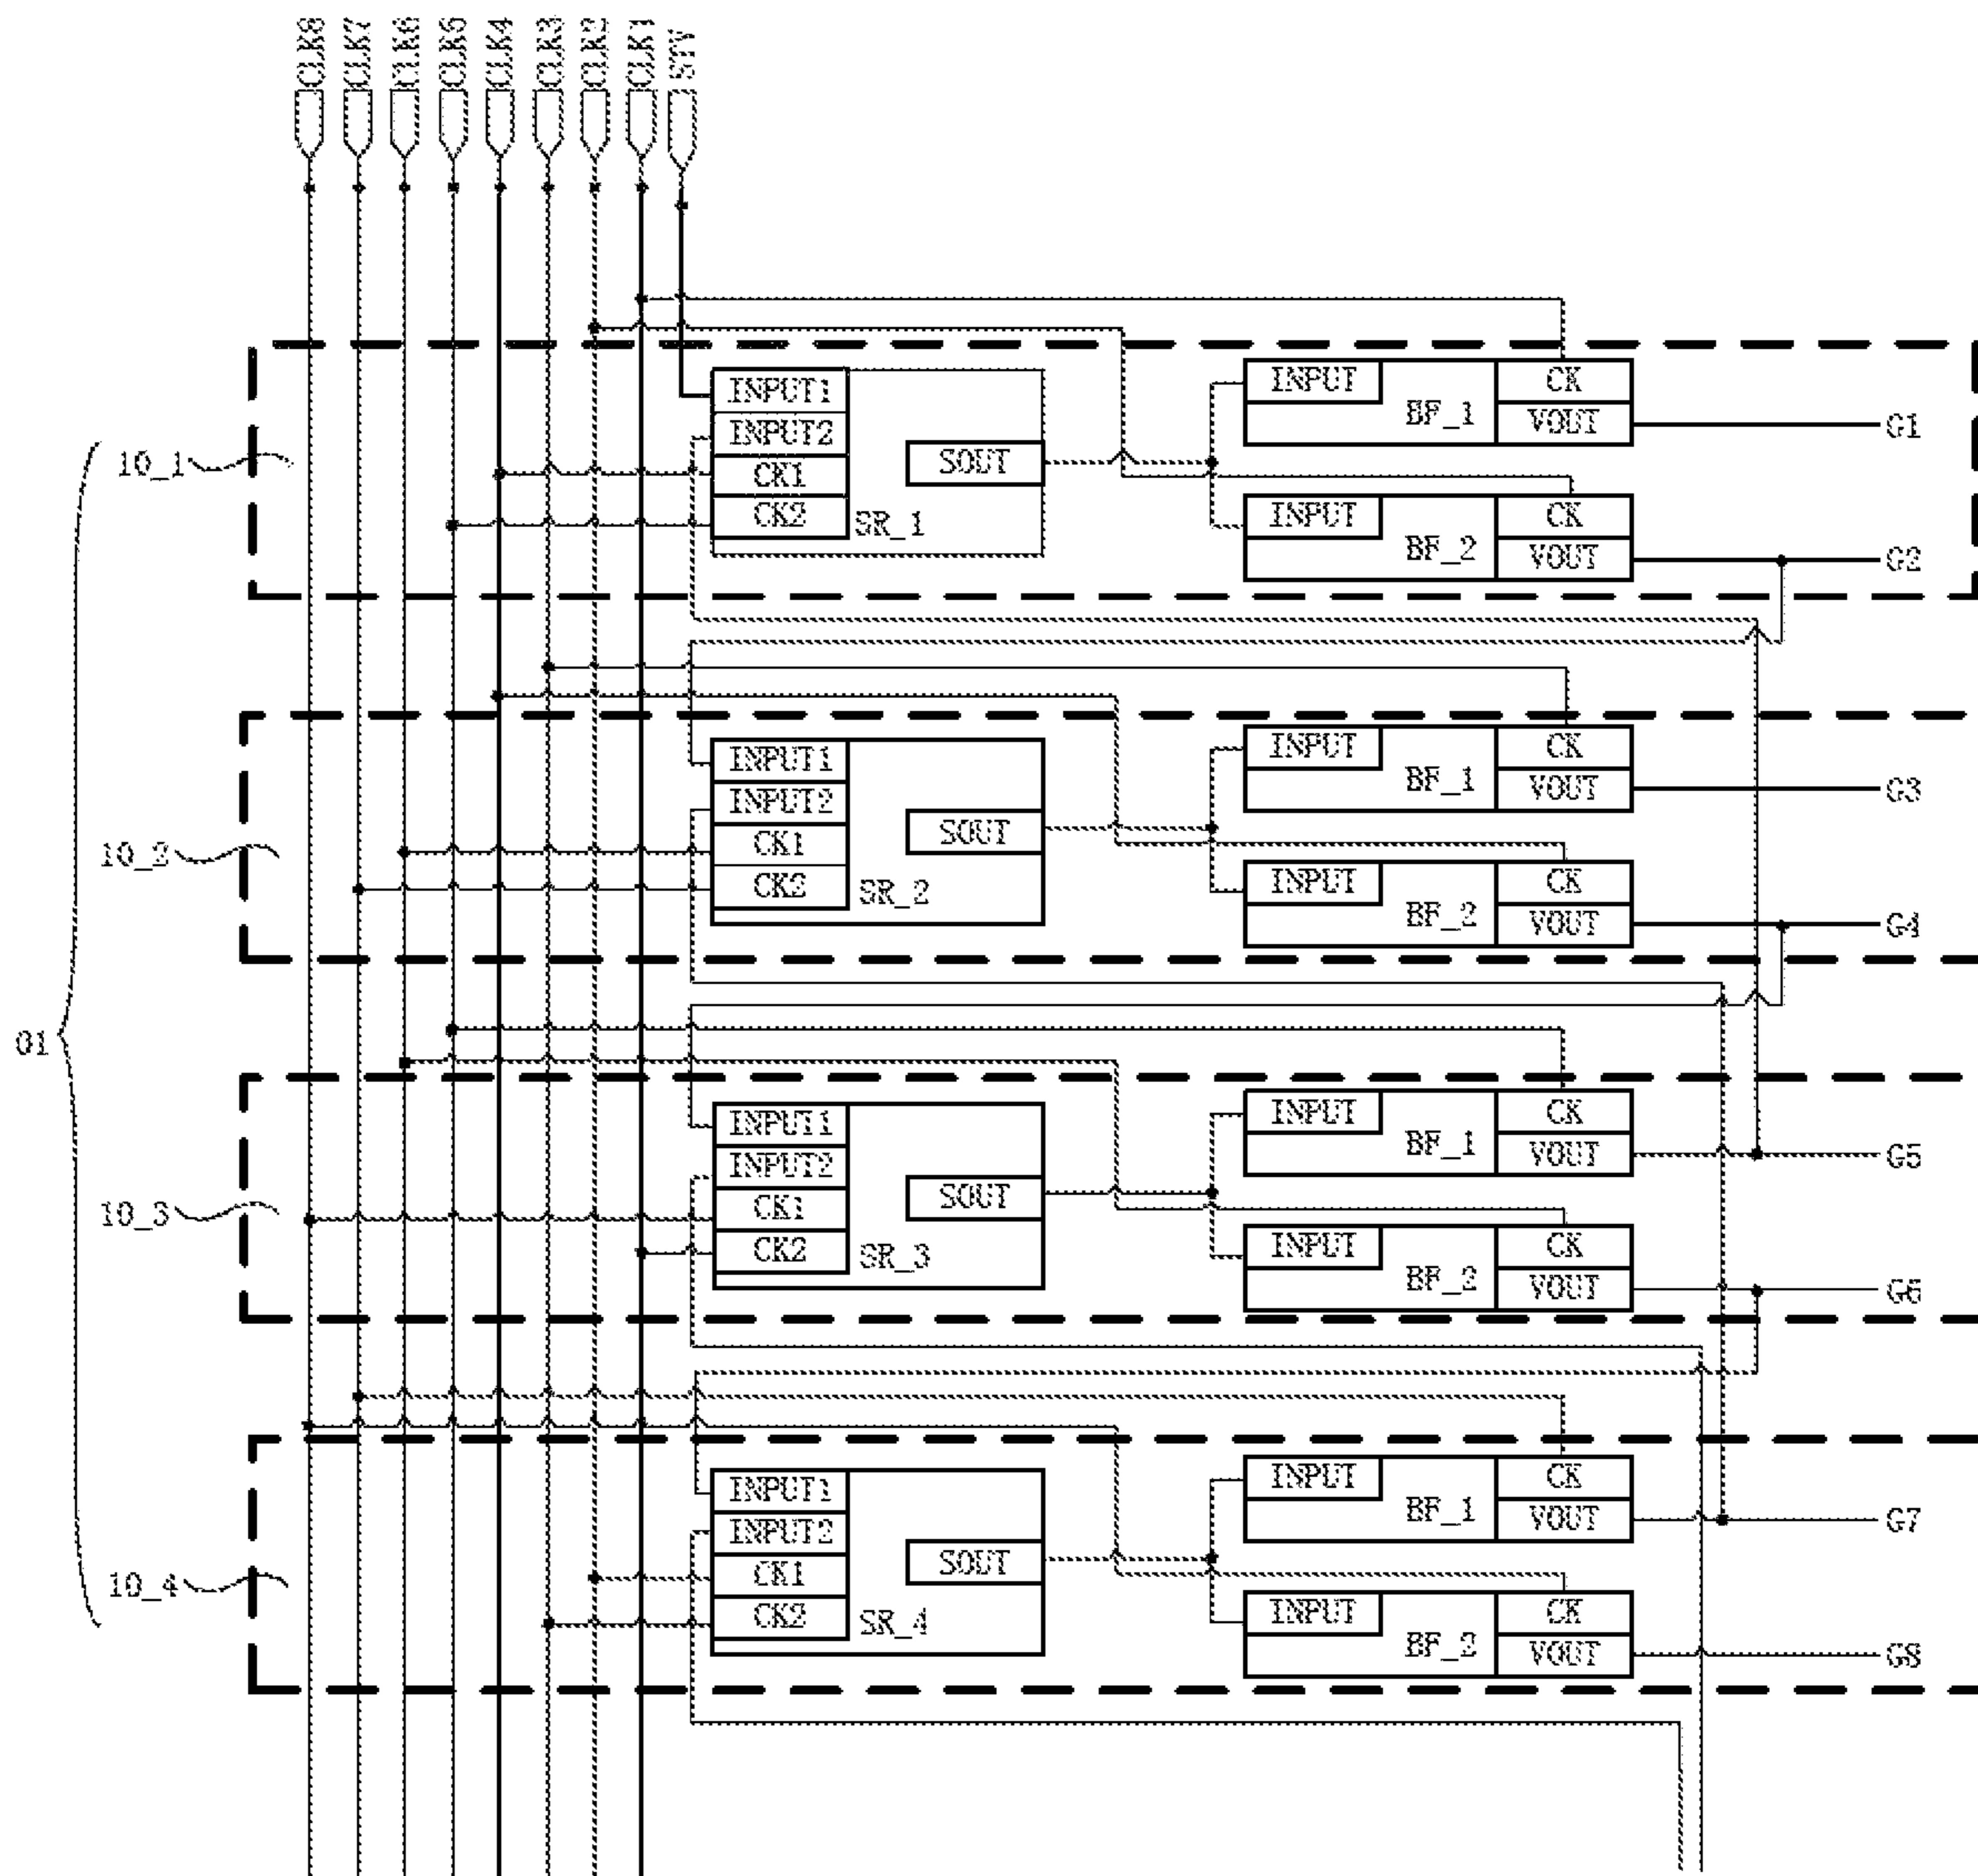 CLK8
CLK7
CLK6
CLK5
CLK4
CLK3
CLK2
CLK1
STV
01
10_1
INPUT1
INPUT2
CK1
CK2
SOUT
SR_1
INPUT
BF_1
CK
VOUT
G1
INPUT
BF_2
CK
VOUT
G2
10_2
INPUT1
INPUT2
CK1
CK2
SOUT
SR_2
INPUT
BF_1
CK
VOUT
G3
INPUT
BF_2
CK
VOUT
G4
10_3
INPUT1
INPUT2
CK1
CK2
SOUT
SR_3
INPUT
BF_1
CK
VOUT
G5
INPUT
BF_2
CK
VOUT
G6
10_4
INPUT1
INPUT2
CK1
CK2
SOUT
SR_4
INPUT
BF_1
CK
VOUT
G7
INPUT
BF_2
CK
VOUT
G8